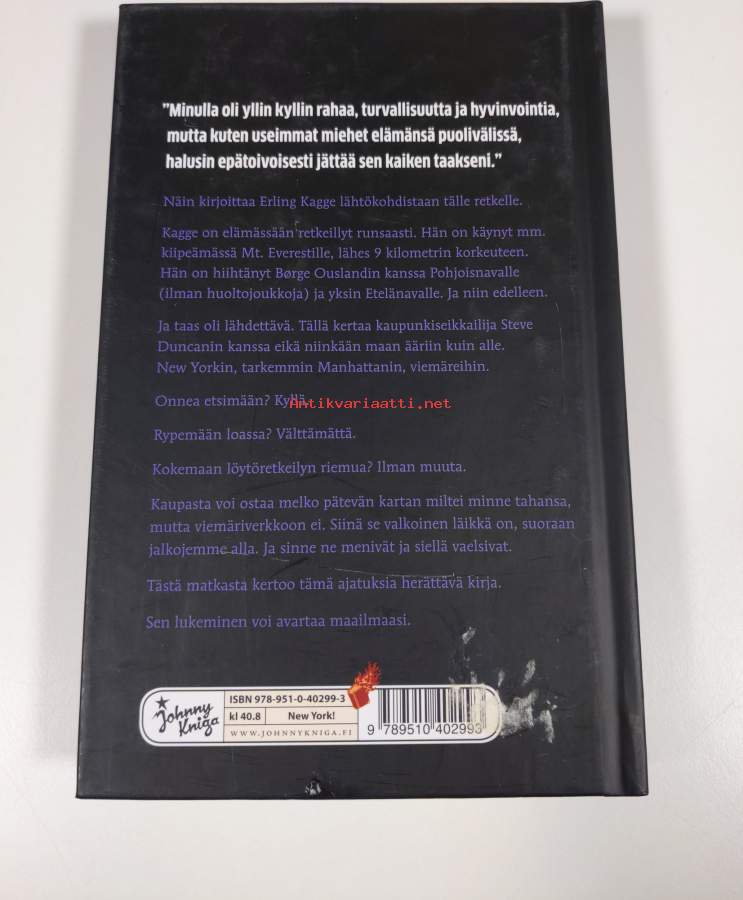 "Minulla oli yllin kyllin rahaa, turvallisuutta ja hyvinvointia,
mutta kuten useimmat miehet elämänsä puolivälissä,
halusin epätoivoisesti jättää sen kaiken taakseni."
Näin kirjoittaa Erling Kagge lähtökohdistaan tälle retkelle.
Kagge on elämässään retkeillyt runsaasti. Hän on käynyt mm.
kiipeämässä Mt. Everestille, lähes 9 kilometrin korkeuteen.
Hän on hiihtänyt Børge Ouslandin kanssa Pohjoisnavalle
(ilman huoltojoukkoja) ja yksin Etelänavalle. Ja niin edelleen.
Ja taas oli lähdettävä. Tällä kertaa kaupunkiseikkailija Steve
Duncanin kanssa eikä niinkään maan ääriin kuin alle.
New Yorkin, tarkemmin Manhattanin, viemäreihin.
Onnea etsimään? Kyllä.
Antikvariaatti.net
Rypemään loassa? Välttämättä.
Kokemaan löytöretkeilyn riemua? Ilman muuta.
Kaupasta voi ostaa melko pätevän kartan miltei minne tahansa,
mutta viemäriverkkoon ei. Siinä se valkoinen läikkä on, suoraan
jalkojemme alla. Ja sinne ne menivät ja siellä vaelsivat.
Tästä matkasta kertoo tämä ajatuksia herättävä kirja.
Sen lukeminen voi avartaa maailmaasi.
Johnny
Kniga
ISBN 978-951-0-40299-3
kl 40.8 New York!
WWW.JOHNNYKNIGA.FI
9 789510 402993